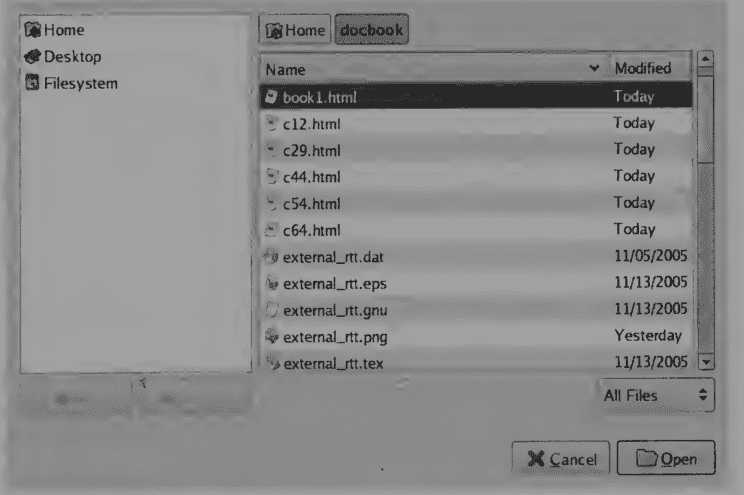 Home
Desktop
Filesystem
Home docbook
Name Modified
book1.html Today
c12.html Today
c29.html Today
c44.html Today
c54.html Today
c64.html Today
external_rtt.dat 11/05/2005
external_rtt.eps 11/13/2005
external_rtt.gnu 11/13/2005
external_rtt.png Yesterday
external_rtt.tex 11/13/2005
All Files
Cancel Open